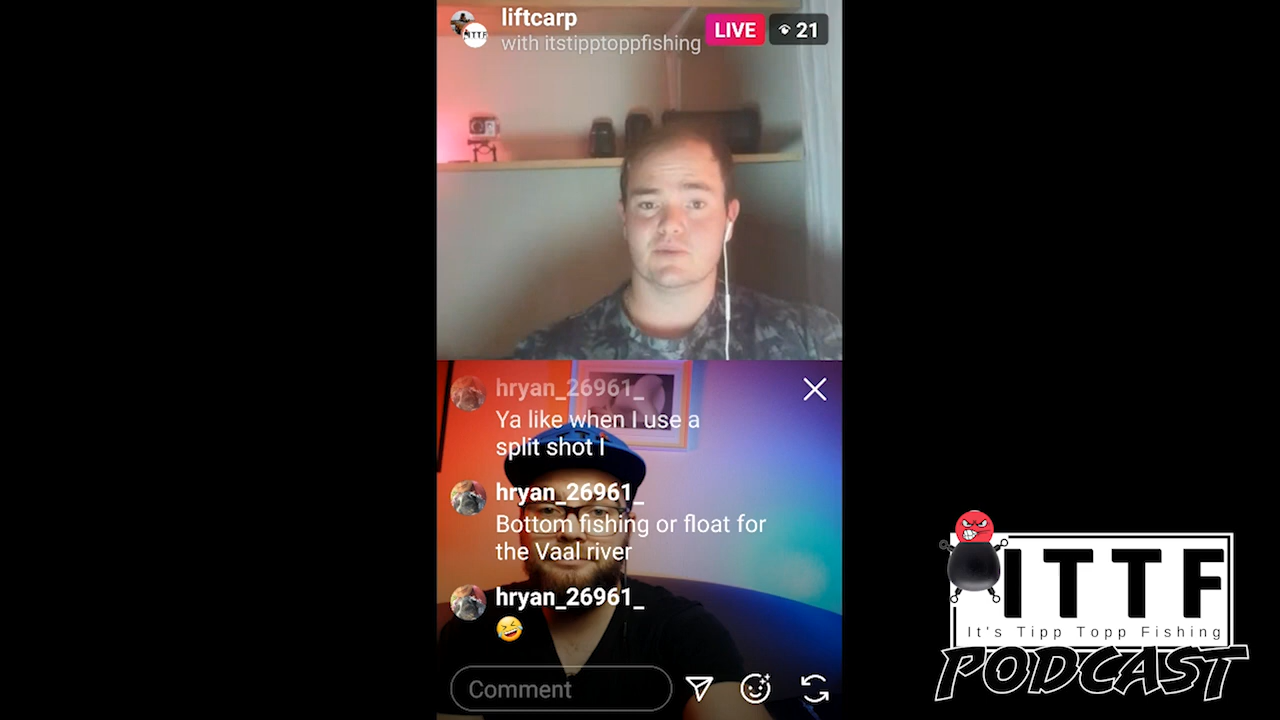 liftcarp
with itstipptoppfishing
LIVE
21
ITTF
hryan_26961_
Ya like when I use a
split shot I
hryan_26961_
Bottom fishing or float for
the Vaal river
hryan_26961_
😂
Comment
ITTF
It's Tipp Topp Fishing
PODCAST